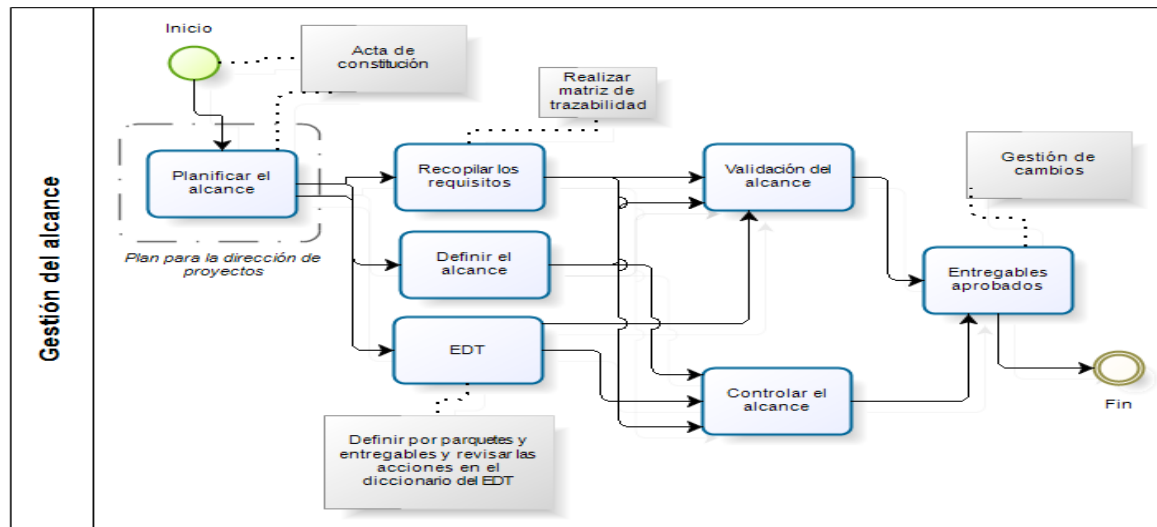 Gestión del alcance
Inicio
Acta de
constitución
Realizar
matriz de
trazabilidad
Planificar el
alcance
Plan para la dirección de
proyectos
Recopilar los
requisitos
Validación del
alcance
Gestión de
cambios
Definir el
alcance
Entregables
aprobados
EDT
Controlar el
alcance
Fin
Definir por parquetes y
entregables y revisar las
acciones en el
diccionario del EDT